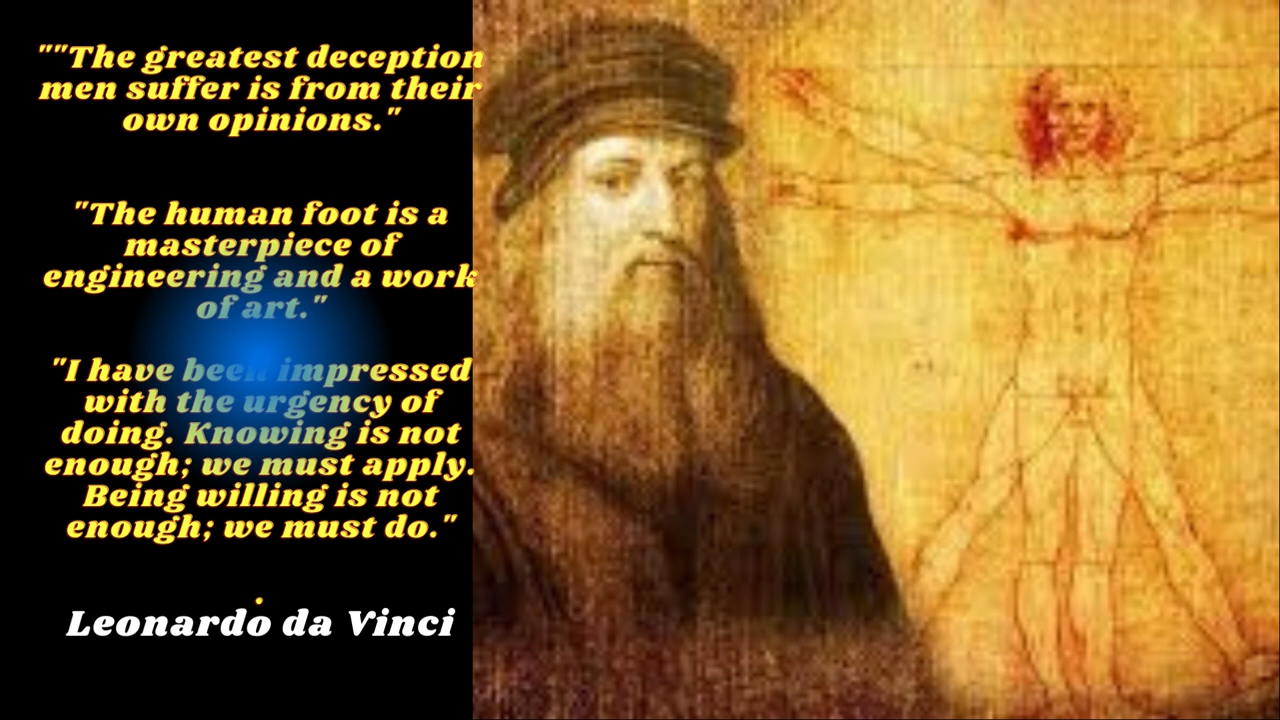 ""The greatest deception
men suffer is from their
own opinions."
"The human foot is a
masterpiece of
engineering and a work
of art."
"I have been impressed
with the urgency of
doing. Knowing is not
enough; we must apply.
Being willing is not
enough; we must do."
.
Leonardo da Vinci